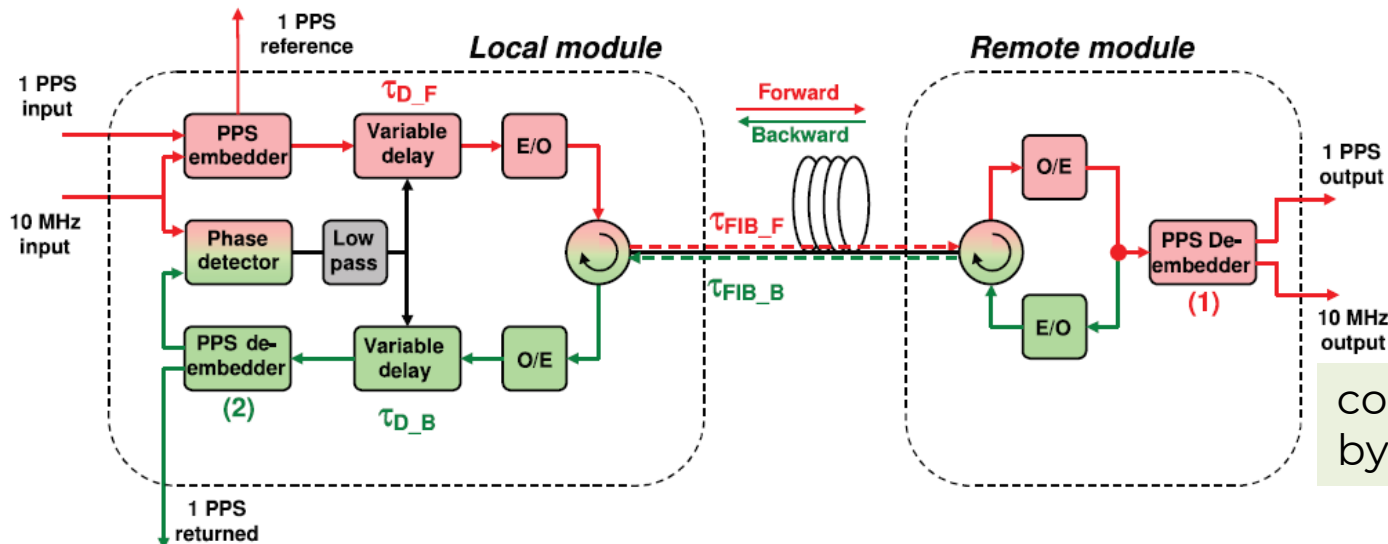 1 PPS
reference
Local module
Remote module
1 PPS
input
10 MHz
input
τD_F
PPS
embedder
Variable
delay
E/O
Phase
detector
Low
pass
PPS de-
embedder
(2)
Variable
delay
τD_B
O/E
1 PPS
returned
Forward
Backward
τFIB_F
τFIB_B
O/E
E/O
PPS De-
embedder
(1)
1 PPS
output
10 MHz
output
co
by